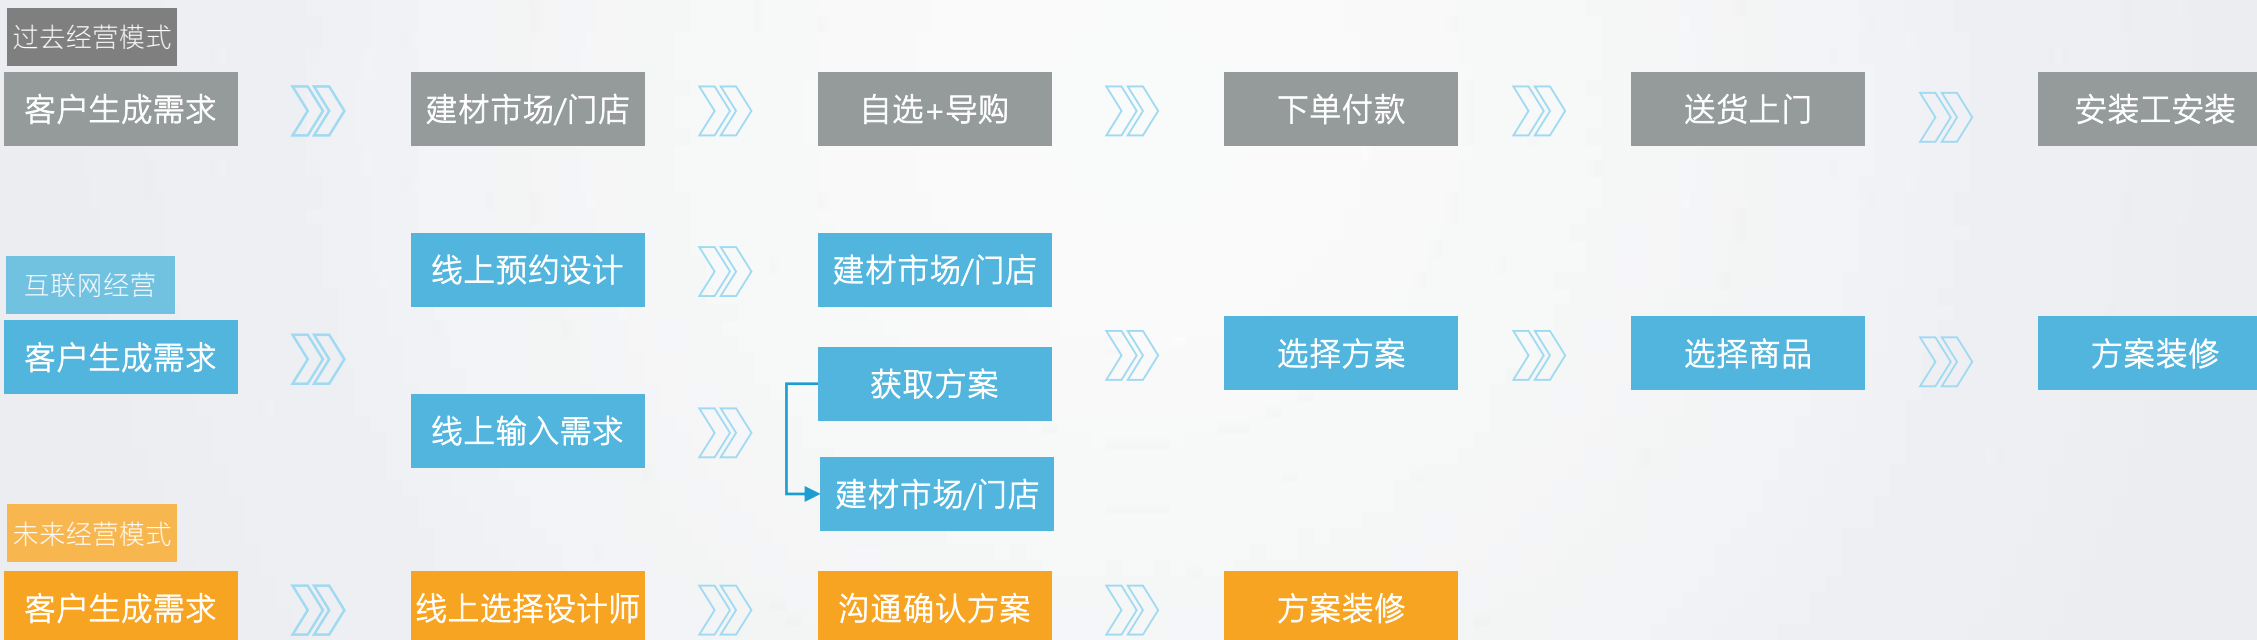 过去经营模式
客户生成需求
建材市场/门店
自选+导购
下单付款
送货上门
安装工安装
互联网经营
客户生成需求
线上预约设计
建材市场/门店
线上输入需求
获取方案
建材市场/门店
选择方案
选择商品
方案装修
未来经营模式
客户生成需求
线上选择设计师
沟通确认方案
方案装修